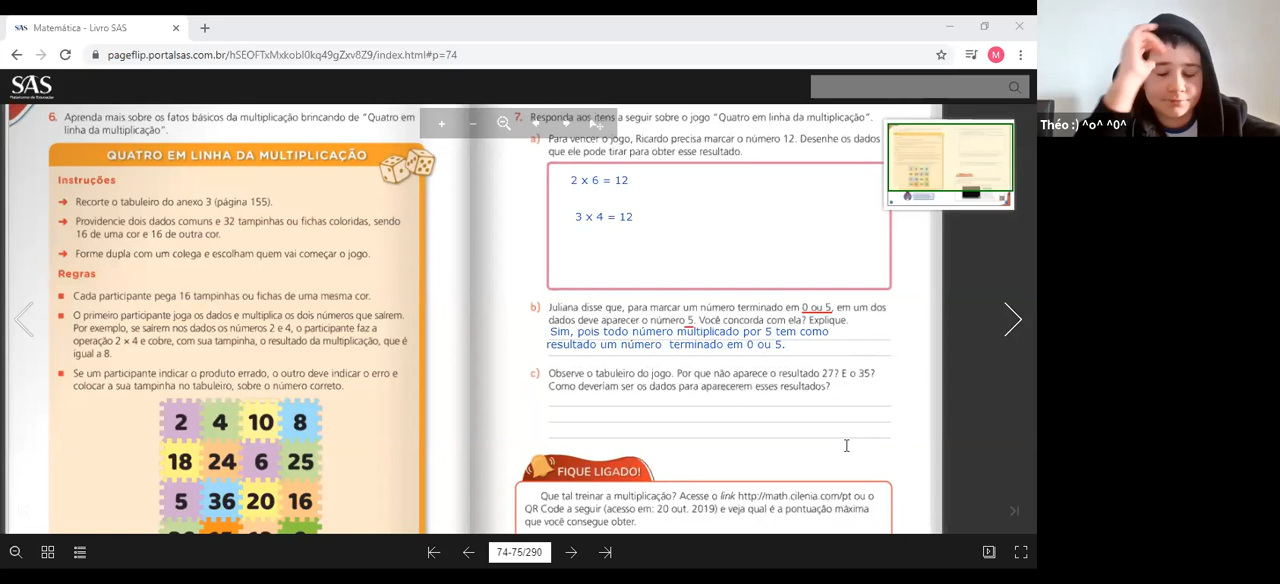 SAS Matemática - Livro SAS
pageflip.portalsas.com.br/hSEOFTxMxkobI0kq49gZxv8Z9/index.html#p=74
M
SAS
6. Aprenda mais sobre os fatos básicos da multiplicação brincando de “Quatro em
linha da multiplicação”.
QUATRO EM LINHA DA MULTIPLICAÇÃO
Instruções
Recorte o tabuleiro do anexo 3 (página 155).
Providencie dois dados comuns e 32 tampinhas ou fichas coloridas, sendo
16 de uma cor e 16 de outra cor.
Forme dupla com um colega e escolham quem vai começar o jogo.
Regras
Cada participante pega 16 tampinhas ou fichas de uma mesma cor.
O primeiro participante joga os dados e multiplica os dois números que saírem.
Por exemplo, se saírem nos dados os números 2 e 4, o participante faz a
operação 2 × 4 e cobre, com sua tampinha, o resultado da multiplicação, que é
igual a 8.
Se um participante indicar o produto errado, o outro deve indicar o erro e
colocar a sua tampinha no tabuleiro, sobre o número correto.
2 4 10 8
18 24 6 25
5 36 20 16
7. Responda aos itens a seguir sobre o jogo “Quatro em linha da multiplicação”.
a) Para vencer o jogo, Ricardo precisa marcar o número 12. Desenhe os dados
que ele pode tirar para obter esse resultado.
2 x 6 = 12
3 x 4 = 12
b) Juliana disse que, para marcar um número terminado em 0 ou 5, em um dos
dados deve aparecer o número 5. Você concorda com ela? Explique.
Sim, pois todo número multiplicado por 5 tem como
resultado um número terminado em 0 ou 5.
c) Observe o tabuleiro do jogo. Por que não aparece o resultado 27? E o 35?
Como deveriam ser os dados para aparecerem esses resultados?
FIQUE LIGADO!
Que tal treinar a multiplicação? Acesse o link http://math.cilenia.com/pt ou o
QR Code a seguir (acesso em: 20 out. 2019) e veja qual é a pontuação máxima
que você consegue obter.
74-75/290
Théo :) ^o^ ^0^